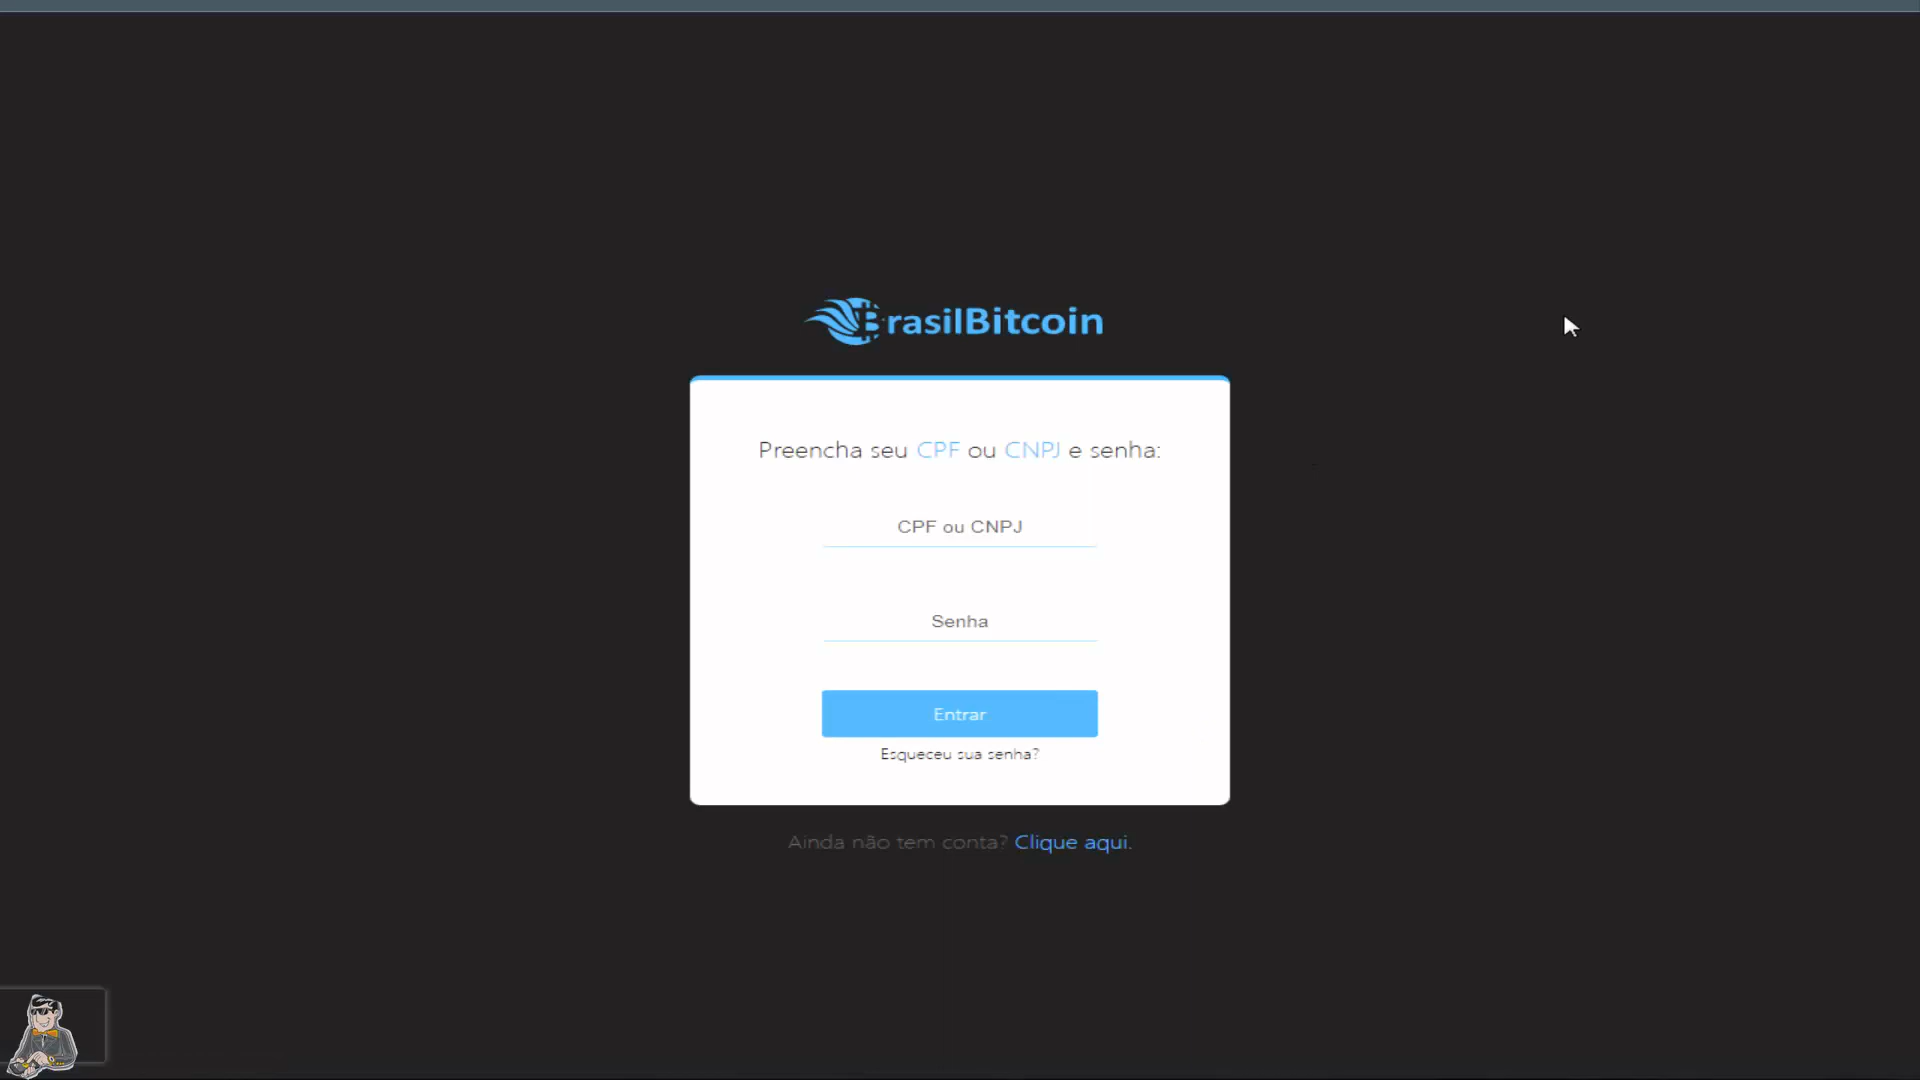 BrasilBitcoin
Preencha seu CPF ou CNPJ e senha:
CPF ou CNPJ
Senha
Entrar
Esqueceu sua senha?
Ainda não tem conta? Clique aqui.